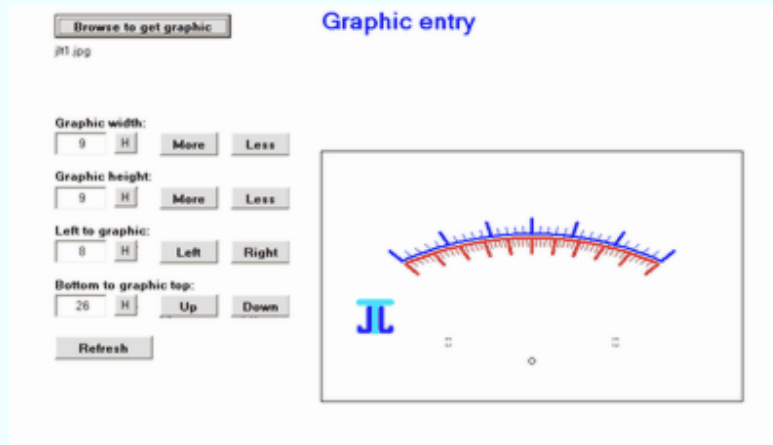 Browse to get graphic
Graphic entry
jlt1.jpg
Graphic width:
9 H More Less
Graphic height:
9 H More Less
Left to graphic:
8 H Left Right
Bottom to graphic top:
26 H Up Down
Refresh